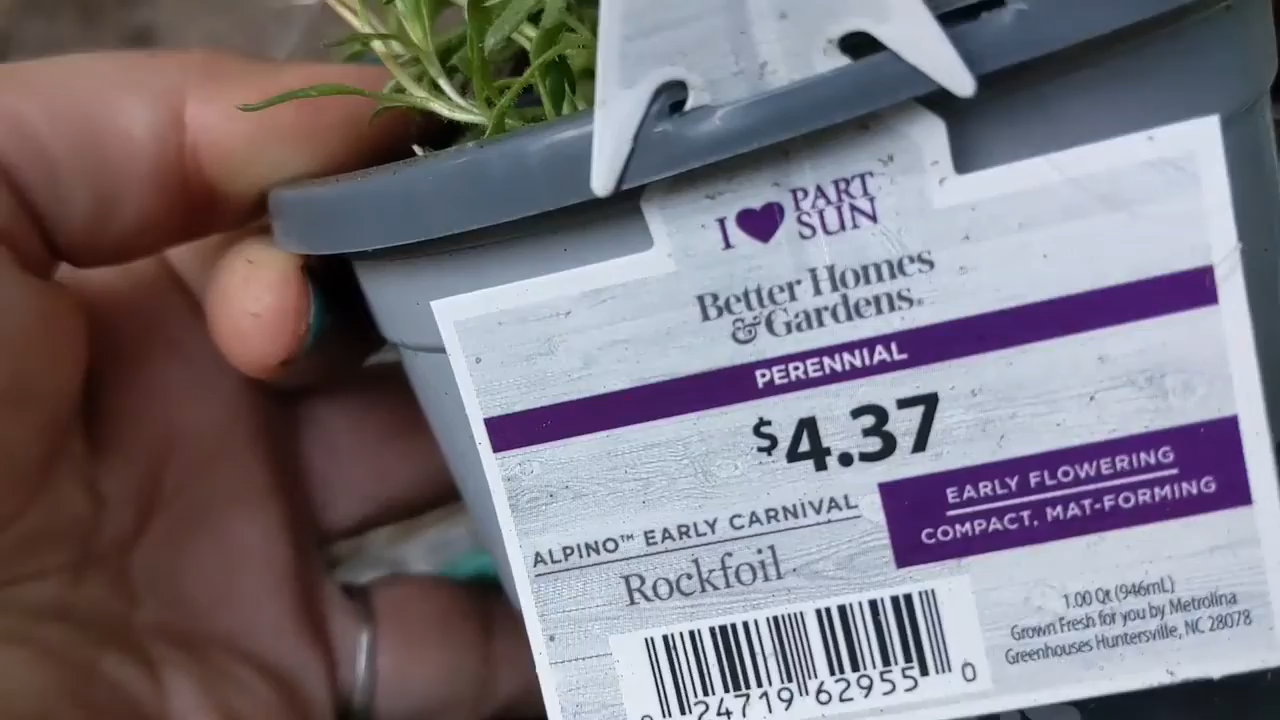 I ♥ PART SUN
Better Homes
& Gardens.
PERENNIAL
$4.37
EARLY FLOWERING
COMPACT, MAT-FORMING
ALPINO™ EARLY CARNIVAL
Rockfoil
1.00 Qt (946mL)
Grown Fresh for you by Metrolina
Greenhouses Huntersville, NC 28078
24719 62955 0